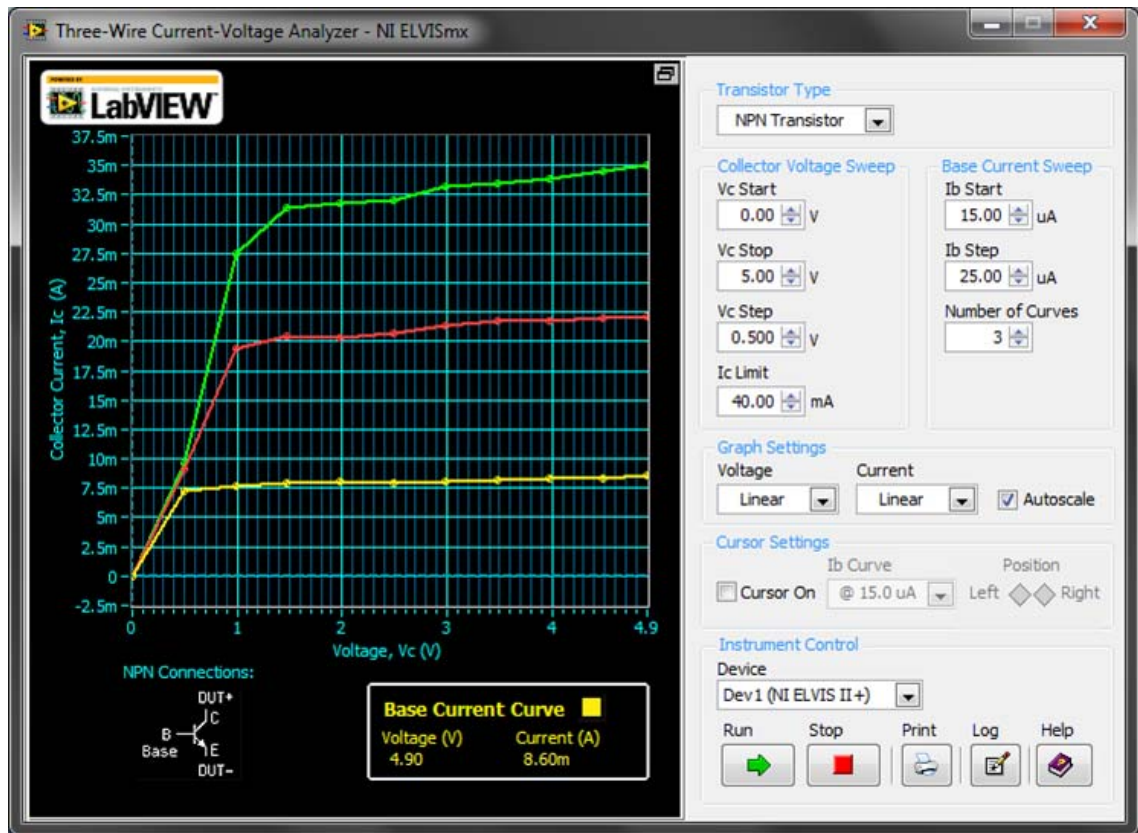 Three-Wire Current-Voltage Analyzer - NI ELVISmx
LabVIEW
37.5m
35m
32.5m
30m
27.5m
25m
22.5m
20m
17.5m
15m
12.5m
10m
7.5m
5m
2.5m
0
-2.5m
Collector Current, Ic (A)
0 1 2 3 4 4.9
Voltage, Vc (V)
NPN Connections:
DUT+
C
B
Base
E
DUT-
Base Current Curve
Voltage (V) Current (A)
4.90 8.60m
Transistor Type
NPN Transistor
Collector Voltage Sweep
Vc Start
0.00 V
Vc Stop
5.00 V
Vc Step
0.500 V
Ic Limit
40.00 mA
Base Current Sweep
Ib Start
15.00 uA
Ib Step
25.00 uA
Number of Curves
3
Graph Settings
Voltage Current
Linear Linear Autoscale
Cursor Settings
Ib Curve Position
Cursor On @ 15.0 uA Left Right
Instrument Control
Device
Dev1 (NI ELVIS II+)
Run Stop Print Log Help